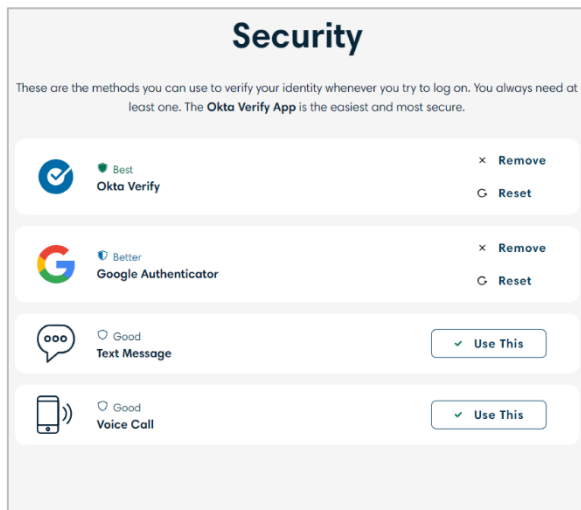 Security
These are the methods you can use to verify your identity whenever you try to log on. You always need at
least one. The Okta Verify App is the easiest and most secure.
Best
Okta Verify
× Remove
Reset
Better
Google Authenticator
× Remove
Reset
Good
Text Message
✓ Use This
Good
Voice Call
✓ Use This